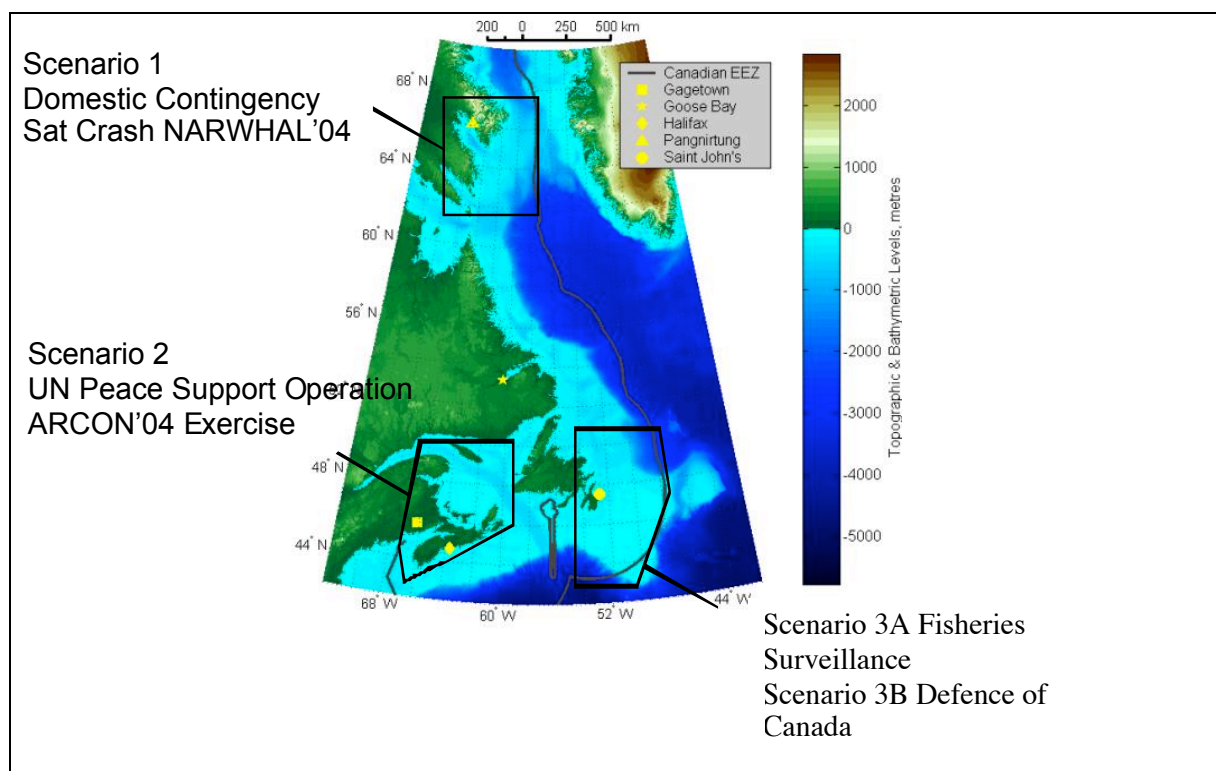 200 0 250 500 km
Scenario 1
Domestic Contingency
Sat Crash NARWHAL'04
Canadian EEZ
Gagetown
Goose Bay
Halifax
Pangnirtung
Saint John's
68° N
64° N
60° N
56° N
48° N
44° N
68° W
60° W
52° W
44° W
2000
1000
0
-1000
-2000
-3000
-4000
-5000
Topographic & Bathymetric Levels, metres
Scenario 2
UN Peace Support Operation
ARCON'04 Exercise
Scenario 3A Fisheries
Surveillance
Scenario 3B Defence of
Canada